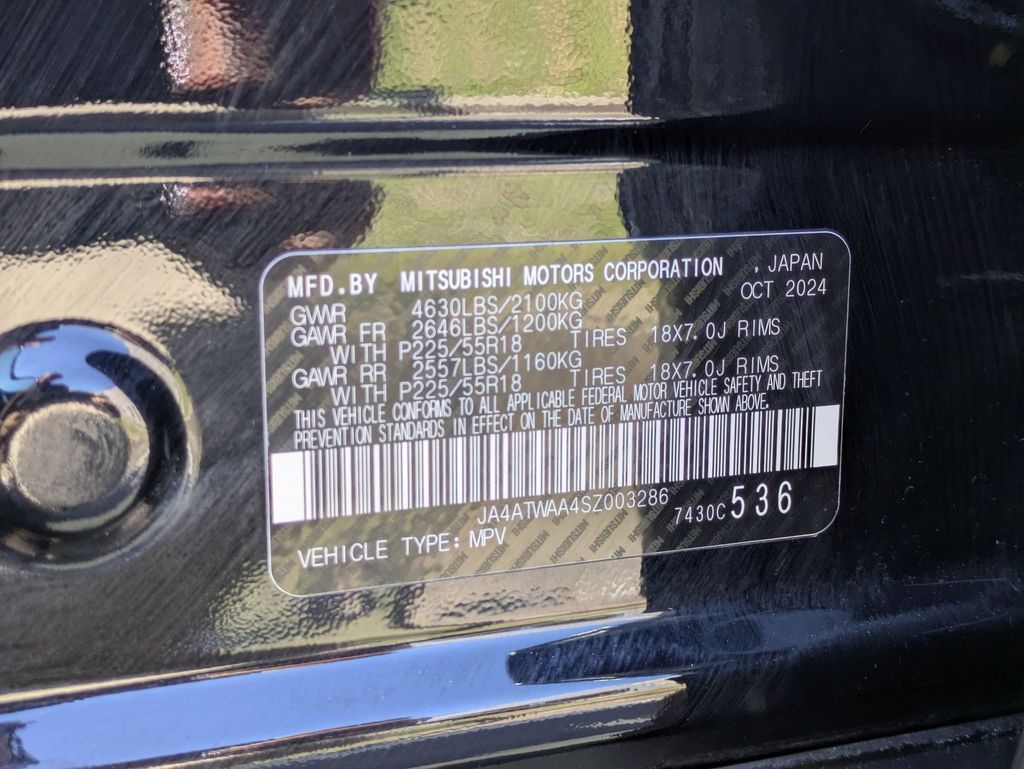 MFD.BY MITSUBISHI MOTORS CORPORATION , JAPAN
OCT 2024
GVWR 4630LBS/2100KG
GAWR FR 2646LBS/1200KG
WITH P225/55R18 TIRES 18X7.0J RIMS
GAWR RR 2557LBS/1160KG
WITH P225/55R18 TIRES 18X7.0J RIMS
THIS VEHICLE CONFORMS TO ALL APPLICABLE FEDERAL MOTOR VEHICLE SAFETY AND THEFT
PREVENTION STANDARDS IN EFFECT ON THE DATE OF MANUFACTURE SHOWN ABOVE.
JA4ATWAA4SZ003286
7430C 536
VEHICLE TYPE: MPV